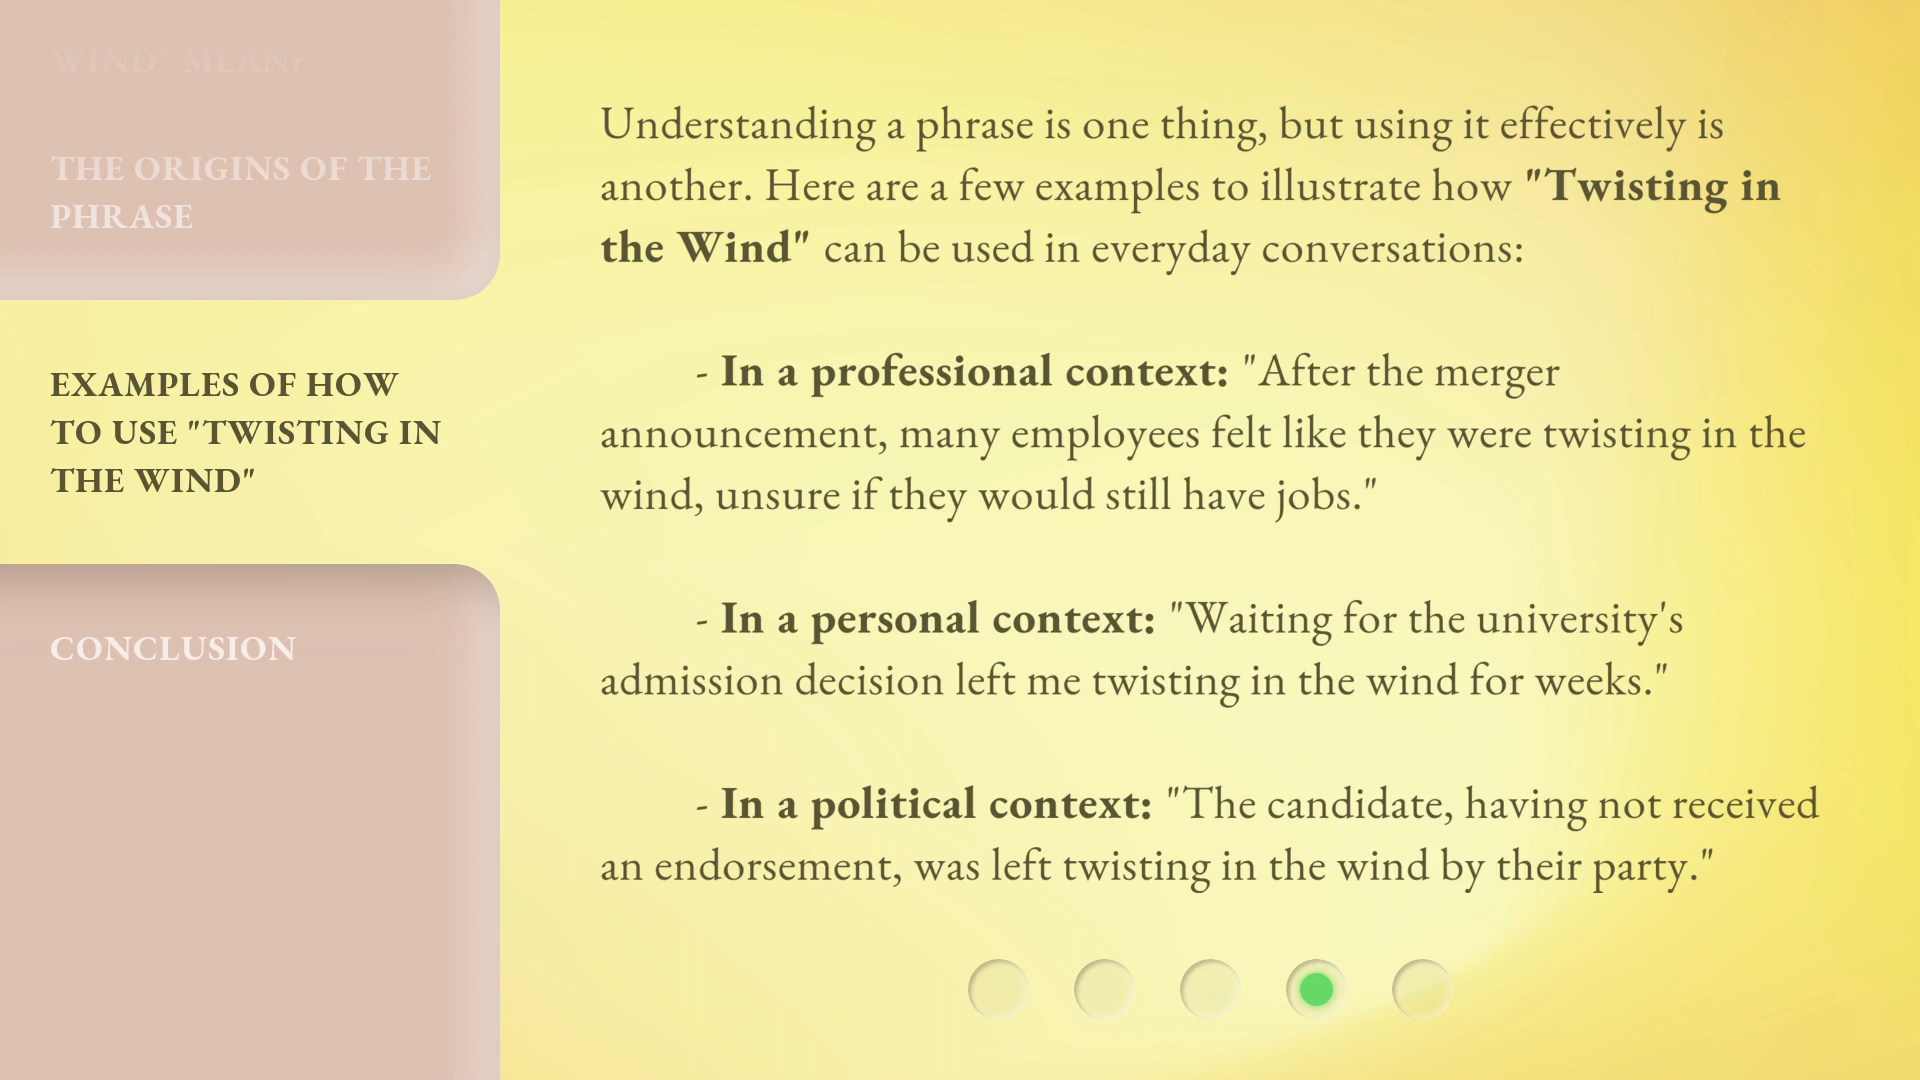 WIND" MEAN?
THE ORIGINS OF THE
PHRASE
EXAMPLES OF HOW
TO USE "TWISTING IN
THE WIND"
CONCLUSION
Understanding a phrase is one thing, but using it effectively is
another. Here are a few examples to illustrate how "Twisting in
the Wind" can be used in everyday conversations:
- In a professional context: "After the merger
announcement, many employees felt like they were twisting in the
wind, unsure if they would still have jobs."
- In a personal context: "Waiting for the university's
admission decision left me twisting in the wind for weeks."
- In a political context: "The candidate, having not received
an endorsement, was left twisting in the wind by their party."